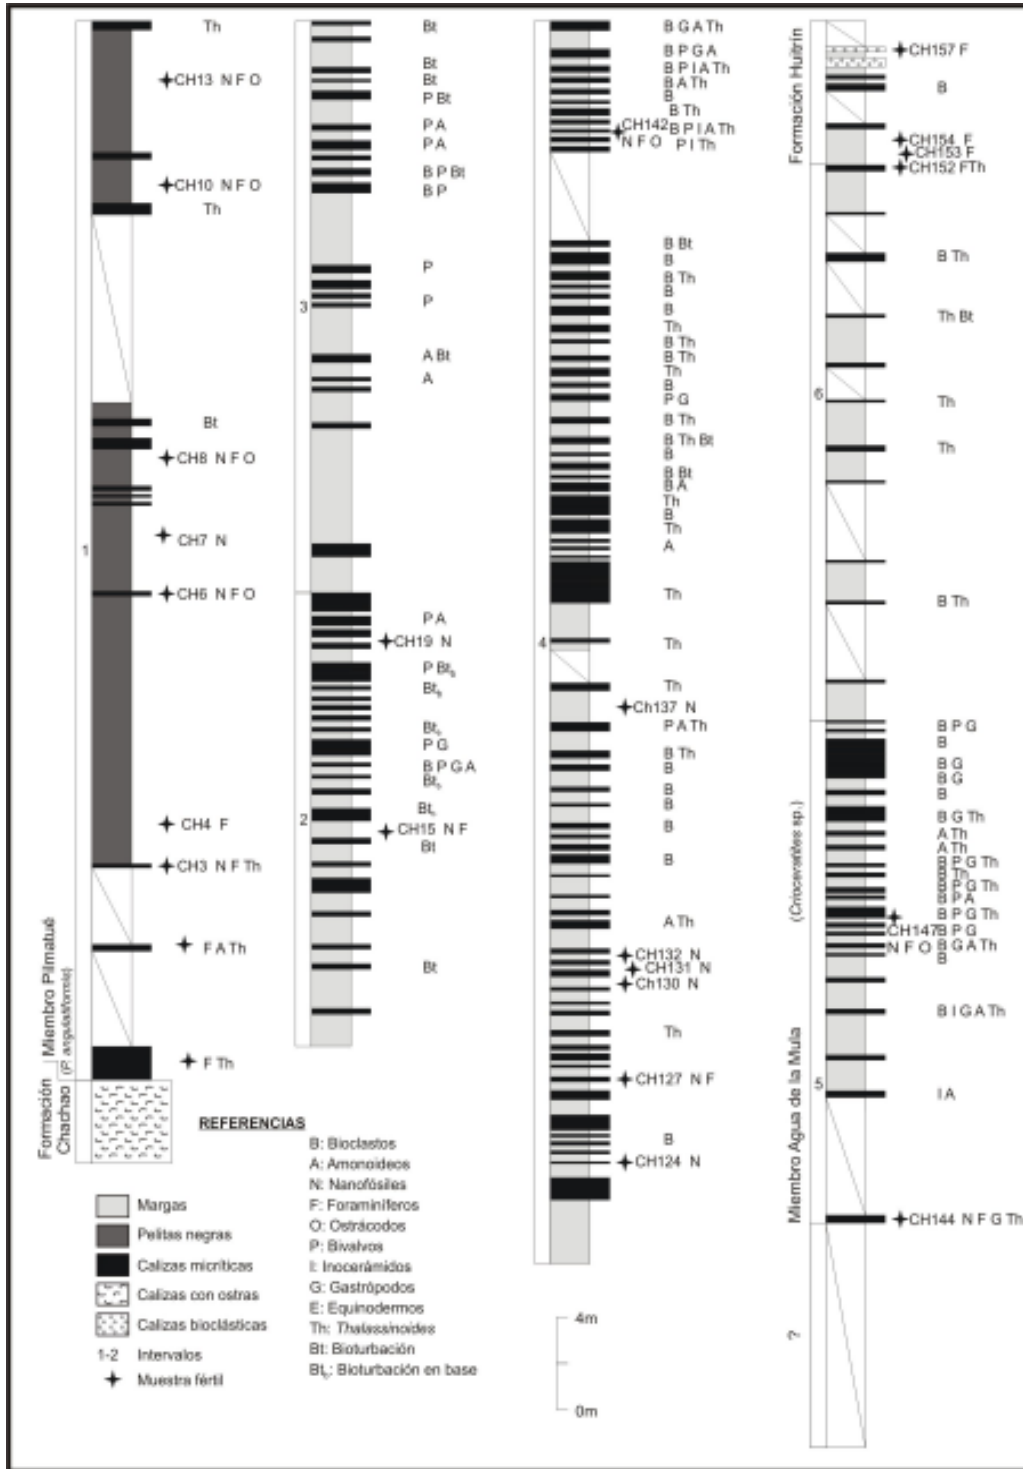 Th
CH13 N F O
CH10 N F O
Th
Bt
CH8 N F O
CH7 N
1
CH6 N F O
CH4 F
CH3 N F Th
F A Th
F Th
Miembro Pilmatué
Formación
Chachao
Bt
Bt
Bt
P Bt
P A
P A
B P Bt
B P
P
3
P
A Bt
A
P A
CH19 N
P Bt
Bt
Bt
P G
B P G A
Bt
Bt
2
CH15 N F
Bt
Bt
B G A Th
B P G A
B P I A Th
B A Th
B
B Th
CH142 B P I A Th
N F O P I Th
B Bt
B
B Th
B
B
Th
B Th
B Th
Th
B
P G
B Th
B Th Bt
B
B Bt
B A
Th
B
Th
A
Th
4
Th
Th
Ch137 N
P A Th
B Th
B
B
B
B
B
A Th
CH132 N
CH131 N
Ch130 N
Th
CH127 N F
B
CH124 N
Formación Huitrín
CH157 F
B
CH154 F
CH153 F
CH152 F Th
B Th
Th Bt
6
Th
Th
B Th
B P G
B
B G
B G
B
B G Th
A Th
A Th
B P G Th
B Th
B P G Th
B P A
B P G Th
CH147 B P G
N F O B G A Th
B
B I G A Th
5
I A
CH144 N F G Th
Miembro Agua de la Mula
?
REFERENCIAS
Margas
Pelitas negras
Calizas micríticas
Calizas con ostras
Calizas bioclásticas
1-2 Intervalos
Muestra fértil
B: Bioclastos
A: Amonoideos
N: Nanofósiles
F: Foraminíferos
O: Ostrácodos
P: Bivalvos
I: Inocerámidos
G: Gastrópodos
E: Equinodermos
Th: Thalassinoides
Bt: Bioturbación
Bt: Bioturbación en base
4m
0m